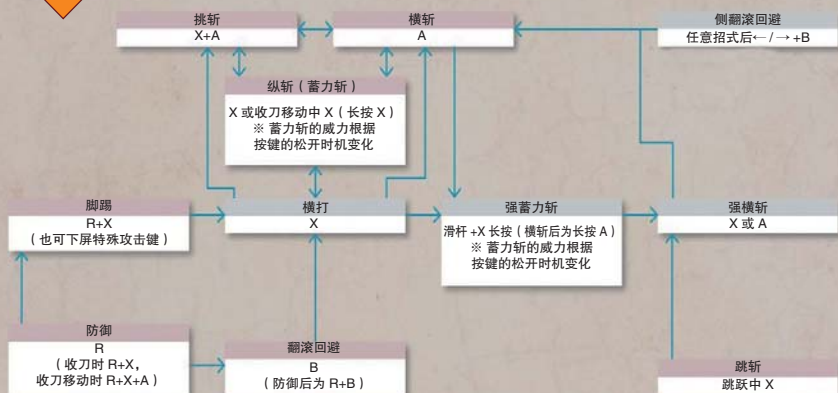 挑斩
X+A
横斩
A
侧翻滚回避
任意招式后←/→+B
纵斩（蓄力斩）
X 或收刀移动中 X（长按 X）
※ 蓄力斩的威力根据
按键的松开时机变化
脚踢
R+X
（也可下屏特殊攻击键）
横打
X
强蓄力斩
滑杆 +X 长按（横斩后为长按 A）
※ 蓄力斩的威力根据
按键的松开时机变化
强横斩
X 或 A
防御
R
（收刀时 R+X，
收刀移动时 R+X+A）
翻滚回避
B
（防御后为 R+B）
跳斩
跳跃中 X